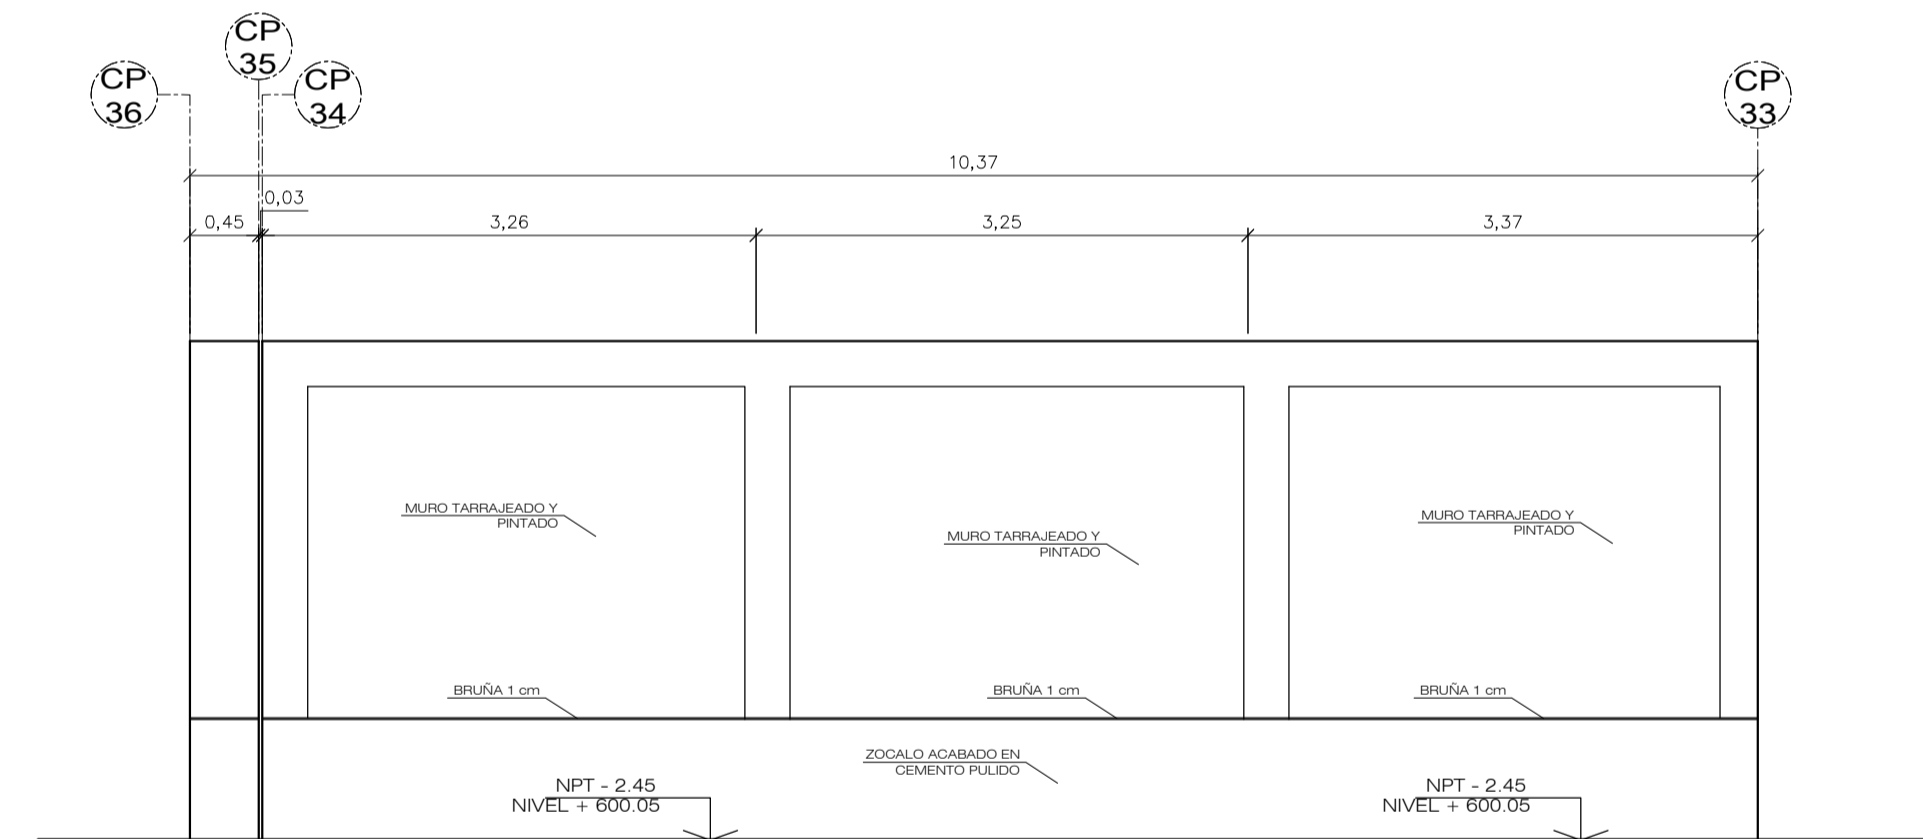 CP
35
CP
36
CP
34
CP
33
10,37
0,03
0,45
3,26
3,25
3,37
MURO TARRAJEADO Y
PINTADO
MURO TARRAJEADO Y
PINTADO
MURO TARRAJEADO Y
PINTADO
BRUÑA 1 cm
BRUÑA 1 cm
BRUÑA 1 cm
ZOCALO ACABADO EN
CEMENTO PULIDO
NPT - 2.45
NIVEL + 600.05
NPT - 2.45
NIVEL + 600.05